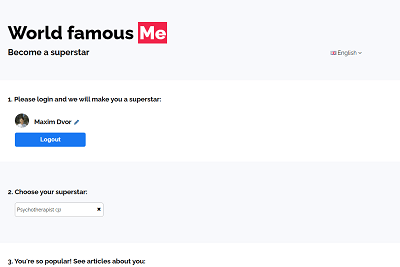 World famous Me
Become a superstar
English
1. Please login and we will make you a superstar:
Maxim Dvor
Logout
2. Choose your superstar:
Psychotherapist
3. You're so popular! See articles about you: